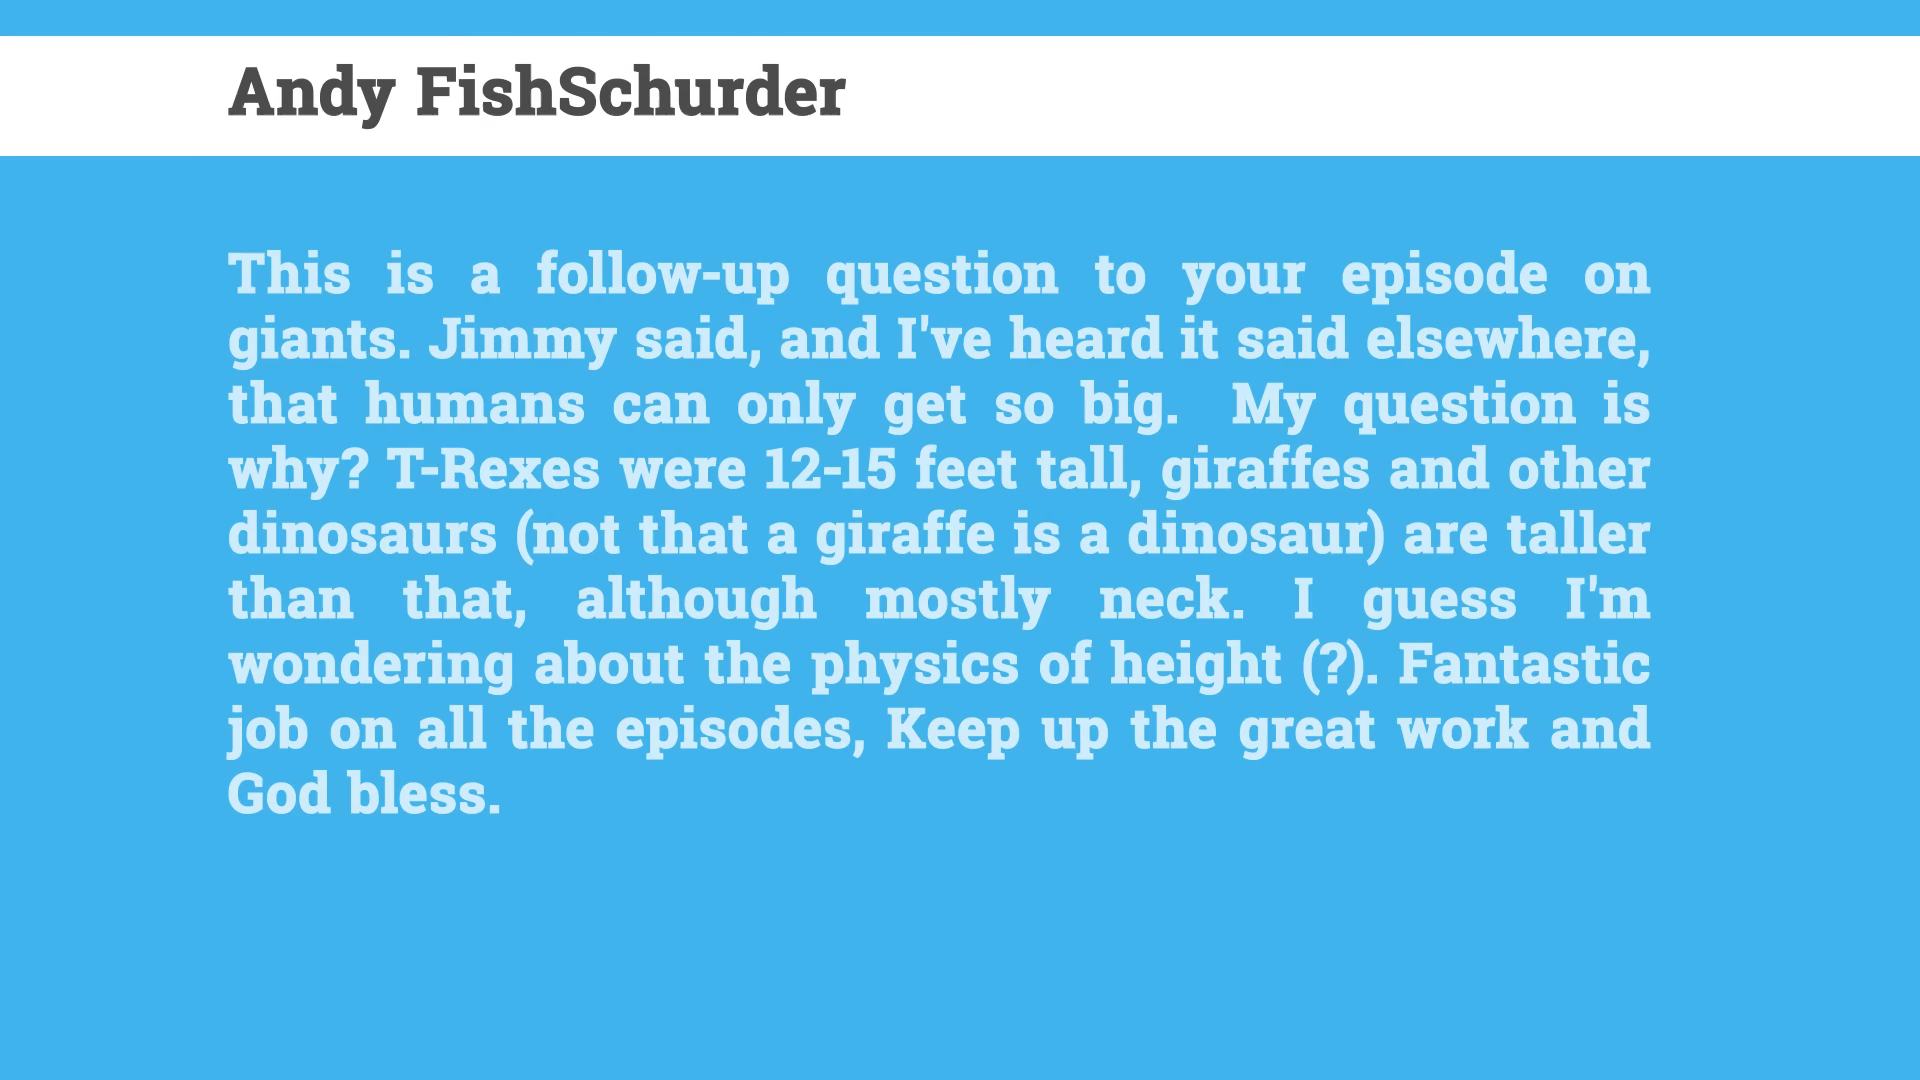 Andy FishSchurder
This is a follow-up question to your episode on
giants. Jimmy said, and I've heard it said elsewhere,
that humans can only get so big.  My question is
why? T-Rexes were 12-15 feet tall, giraffes and other
dinosaurs (not that a giraffe is a dinosaur) are taller
than that, although mostly neck. I guess I'm
wondering about the physics of height (?). Fantastic
job on all the episodes, Keep up the great work and
God bless.